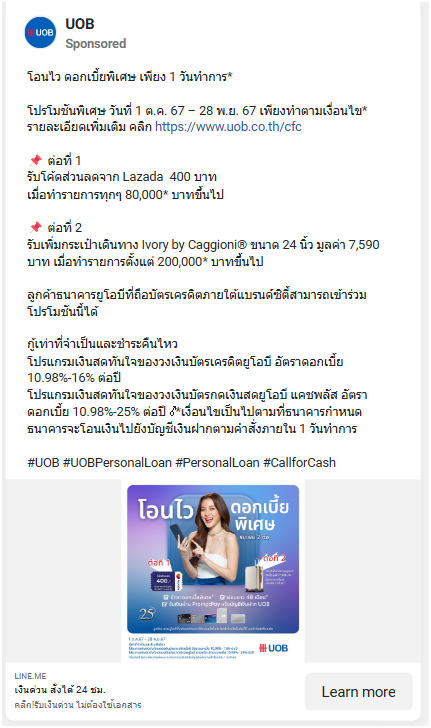 UOB
Sponsored
โอนไว ดอกเบี้ยพิเศษ เพียง 1 วันทำการ*
โปรโมชันพิเศษ วันที่ 1 ต.ค. 67 – 28 พ.ย. 67 เพียงทำตามเงื่อนไข*
รายละเอียดเพิ่มเติม คลิก https://www.uob.co.th/cfc
📌 ต่อที่ 1
รับโค้ดส่วนลดจาก Lazada 400 บาท
เมื่อทำรายการทุกๆ 80,000* บาทขึ้นไป
📌 ต่อที่ 2
รับเพิ่มกระเป๋าเดินทาง Ivory by Caggioni® ขนาด 24 นิ้ว มูลค่า 7,590
บาท เมื่อทำรายการตั้งแต่ 200,000* บาทขึ้นไป
ลูกค้าธนาคารยูโอบีที่ถือบัตรเครดิตภายใต้แบรนด์ซิตี้สามารถเข้าร่วม
โปรโมชันนี้ได้
กู้เท่าที่จำเป็นและชำระคืนไหว
โปรแกรมเงินสดทันใจของวงเงินบัตรเครดิตยูโอบี อัตราดอกเบี้ย
10.98%-16% ต่อปี
โปรแกรมเงินสดทันใจของวงเงินบัตรกดเงินสดยูโอบี แคชพลัส อัตรา
ดอกเบี้ย 10.98%-25% ต่อปี *เงื่อนไขเป็นไปตามที่ธนาคารกำหนด
ธนาคารจะโอนเงินไปยังบัญชีเงินฝากตามคำสั่งภายใน 1 วันทำการ
#UOB #UOBPersonalLoan #PersonalLoan #CallforCash
โอนไว ดอกเบี้ย
พิเศษ
ต่อที่ 1
ต่อที่ 2
400
25
UOB
LINE.ME
เงินด่วน สั่งได้ 24 ชม.
คลิก!รับเงินด่วน ไม่ต้องใช้เอกสาร
Learn more